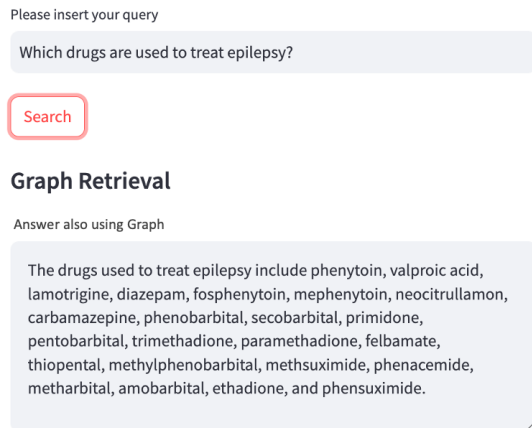 Please insert your query
Which drugs are used to treat epilepsy?
Search
Graph Retrieval
Answer also using Graph
The drugs used to treat epilepsy include phenytoin, valproic acid,
lamotrigine, diazepam, fosphenytoin, mephenytoin, neocitrullamon,
carbamazepine, phenobarbital, secobarbital, primidone,
pentobarbital, trimethadione, paramethadione, felbamate,
thiopental, methylphenobarbital, methsuximide, phenacemide,
metharbital, amobarbital, ethadione, and phensuximide.